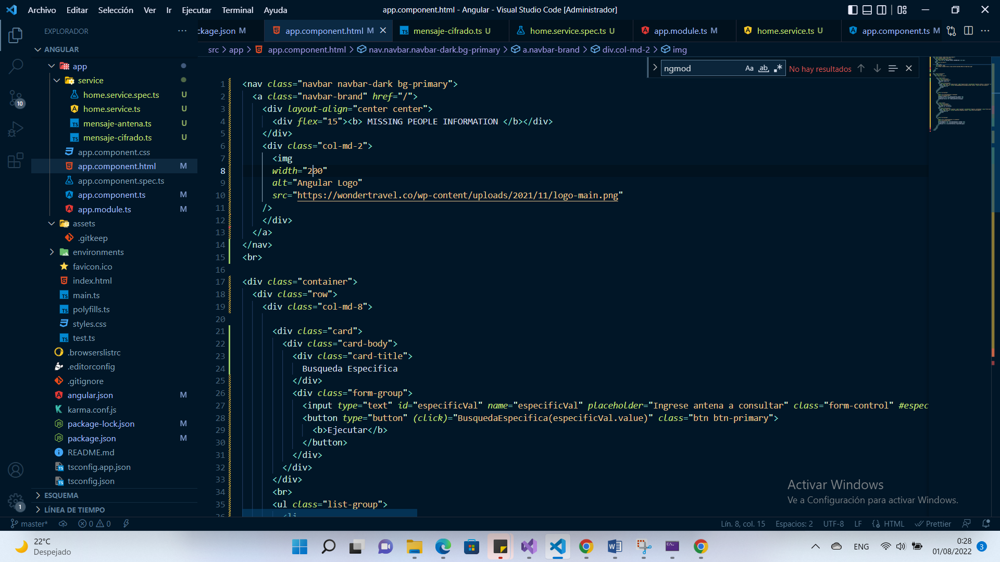 Archivo Editar Selección Ver Ir Ejecutar Terminal Ayuda
app.component.html - Angular - Visual Studio Code [Administrador]
EXPLORADOR
ckage.json M
app.component.html M
mensaje-cifrado.ts U
home.service.spec.ts U
app.module.ts M
home.service.ts U
app.component.ts M
src > app > app.component.html > nav.navbar.navbar-dark.bg-primary > a.navbar-brand > div.col-md-2 > img
ngmod
Aa ab No hay resultados
ANGULAR
app
service
home.service.spec.ts U
home.service.ts U
mensaje-antena.ts U
mensaje-cifrado.ts U
app.component.css
app.component.html M
app.component.spec.ts
app.component.ts M
app.module.ts M
assets
.gitkeep
environments
favicon.ico
index.html
main.ts
polyfills.ts
styles.css
test.ts
.browserslistrc
.editorconfig
.gitignore
angular.json M
karma.conf.js
package-lock.json M
package.json M
README.md
tsconfig.app.json
tsconfig.json
ESQUEMA
LÍNEA DE TIEMPO
10
1
1 <nav class="navbar navbar-dark bg-primary">
2 <a class="navbar-brand" href="/">
3 <div layout-align="center center">
4 <div flex="15"><b> MISSING PEOPLE INFORMATION </b></div>
5 </div>
6 <div class="col-md-2">
7 <img
8 width="200"
9 alt="Angular Logo"
10 src="https://wondertravel.co/wp-content/uploads/2021/11/logo-main.png"
11 />
12 </div>
13 </a>
14 </nav>
15 <br>
16
17 <div class="container">
18 <div class="row">
19 <div class="col-md-8">
20
21 <div class="card">
22 <div class="card-body">
23 <div class="card-title">
24 Busqueda Especifica
25 </div>
26 <div class="form-group">
27 <input type="text" id="especificVal" name="especificVal" placeholder="Ingrese antena a consultar" class="form-control" #espec
28 <button type="button" (click)="BusquedaEspecifica(especificVal.value)" class="btn btn-primary">
29 <b>Ejecutar</b>
30 </button>
31 </div>
32 </div>
33 </div>
34 <br>
35 <ul class="list-group">
36 <li
Activar Windows
Ve a Configuración para activar Windows.
master* 0 0
Lín. 8, col. 15 Espacios: 2 UTF-8 LF HTML Prettier
22°C
Despejado
ENG
0:28
01/08/2022
3